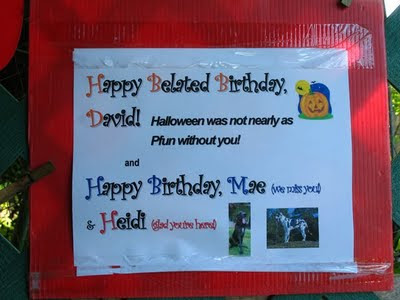 Happy Belated Birthday,
David! Halloween was not nearly as
Pfun without you!
and
Happy Birthday, Mae (we miss you!)
& Heidi (glad you're here!)